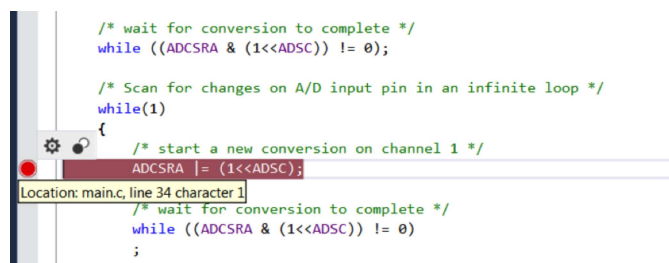 /* wait for conversion to complete */
while ((ADCSRA & (1<<ADSC)) != 0);
/* Scan for changes on A/D input pin in an infinite loop */
while(1)
{
/* start a new conversion on channel 1 */
ADCSRA |= (1<<ADSC);
Location: main.c, line 34 character 1
/* wait for conversion to complete */
while ((ADCSRA & (1<<ADSC)) != 0)
;